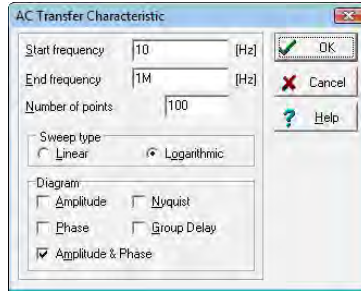 AC Transfer Characteristic
Start frequency 10 [Hz]
End frequency 1M [Hz]
Number of points 100
Sweep type
Linear Logarithmic
Diagram
Amplitude Nyquist
Phase Group Delay
Amplitude & Phase
OK
Cancel
? Help